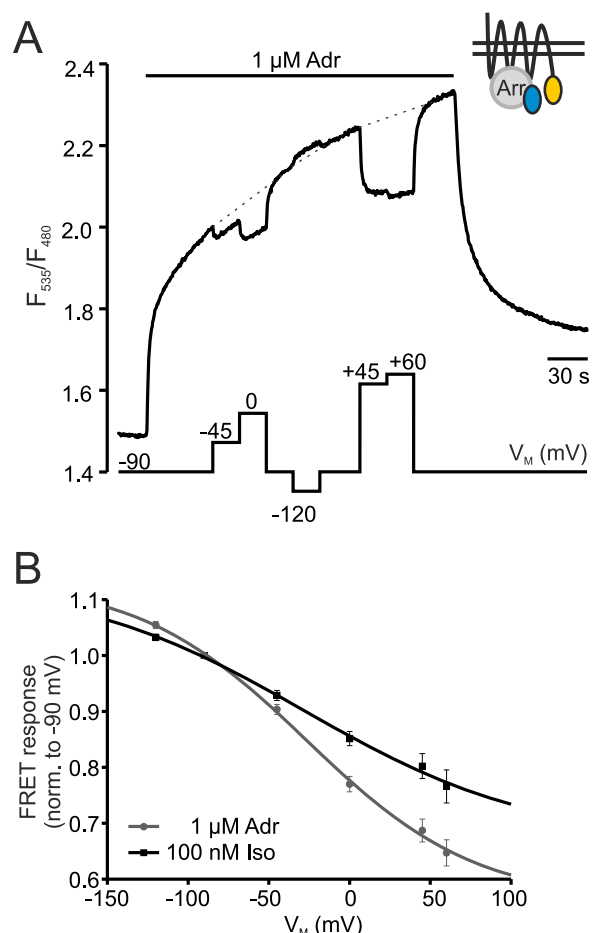 A
1 µM Adr
Arr
2.4
2.2
2.0
1.8
1.6
1.4
F535/F480
30 s
-90
-45
0
-120
+45
+60
VM (mV)
B
1.1
1.0
0.9
0.8
0.7
0.6
FRET response
(norm. to -90 mV)
1 µM Adr
100 nM Iso
-150
-100
-50
0
50
100
VM (mV)